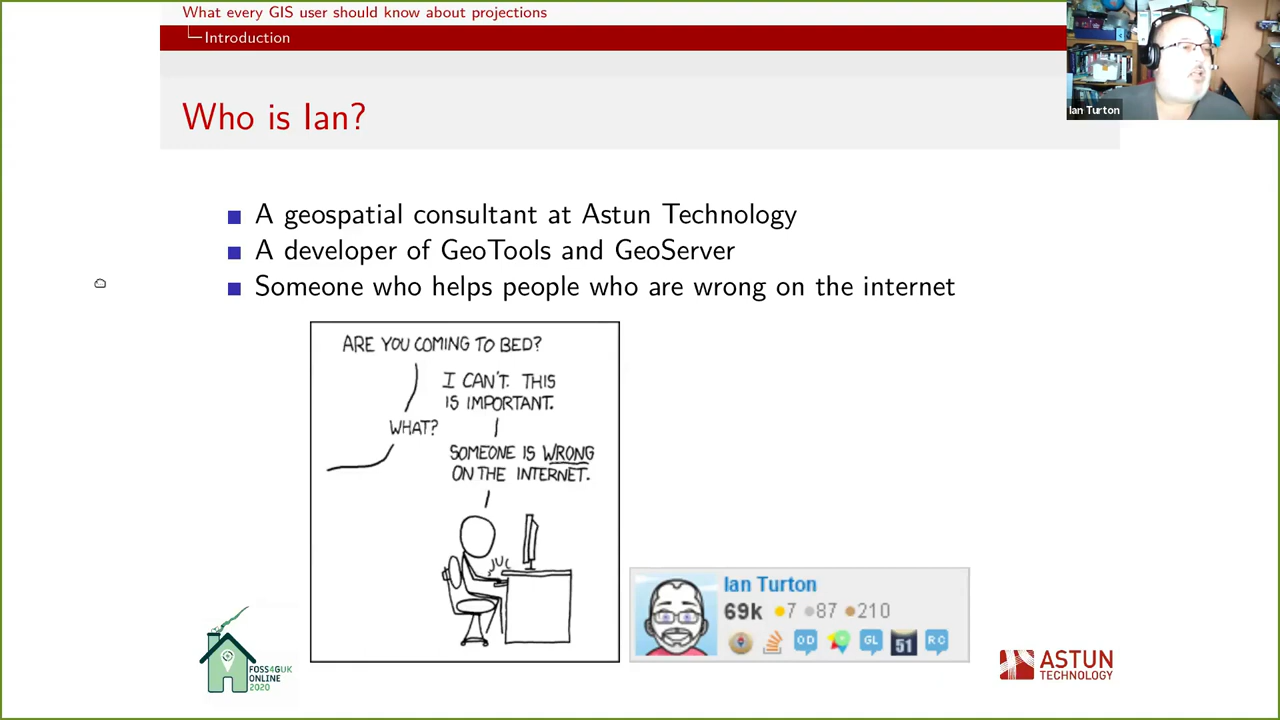 What every GIS user should know about projections
Introduction
Ian Turton
Who is Ian?
A geospatial consultant at Astun Technology
A developer of GeoTools and GeoServer
Someone who helps people who are wrong on the internet
ARE YOU COMING TO BED?
I CAN'T. THIS
IS IMPORTANT.
WHAT?
SOMEONE IS WRONG
ON THE INTERNET.
Ian Turton
69k 7 87 210
OD GL 51 RC
FOSS4GUK
ONLINE
2020
ASTUN
TECHNOLOGY